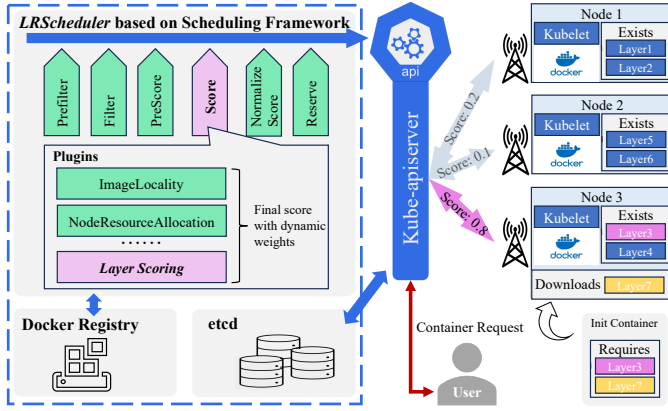 LRScheduler based on Scheduling Framework
Prefilter
Filter
PreScore
Score
Normalize
Score
Reserve
Plugins
ImageLocality
NodeResourceAllocation
......
Layer Scoring
Final score
with dynamic
weights
Docker Registry
etcd
api
Kube-apiserver
Score: 0.2
Score: 0.1
Score: 0.8
Container Request
User
Node 1
Kubelet
docker
Exists
Layer1
Layer2
Node 2
Kubelet
docker
Exists
Layer5
Layer6
Node 3
Kubelet
docker
Exists
Layer3
Layer4
Downloads
Layer7
Init Container
Requires
Layer3
Layer7